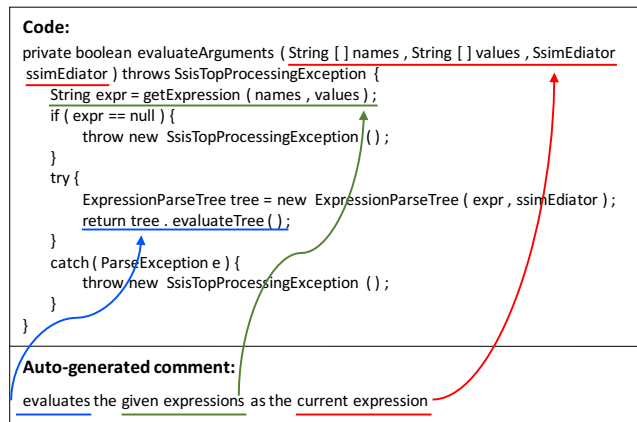 Code:
private boolean evaluateArguments ( String [ ] names , String [ ] values , SsimEdiator
ssimEdiator ) throws SsisTopProcessingException {
String expr = getExpression ( names , values ) ;
if ( expr == null ) {
throw new SsisTopProcessingException ( ) ;
}
try {
ExpressionParseTree tree = new ExpressionParseTree ( expr , ssimEdiator ) ;
return tree . evaluateTree ( ) ;
}
catch ( ParseException e ) {
throw new SsisTopProcessingException ( ) ;
}
}
Auto-generated comment:
evaluates the given expressions as the current expression